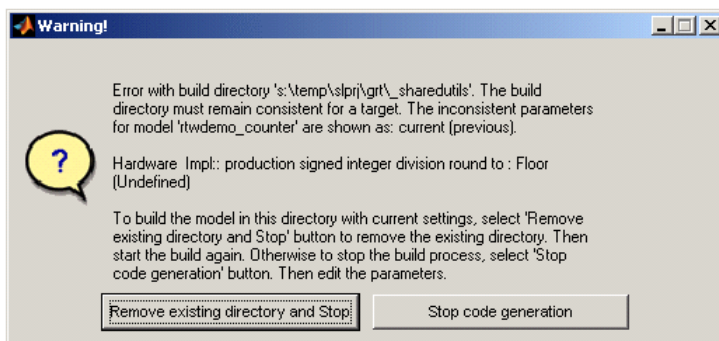 Warning!
Error with build directory 's:\temp\slprj\grt\_sharedutils'. The build
directory must remain consistent for a target. The inconsistent parameters
for model 'rtwdemo_counter' are shown as: current (previous).
Hardware Impl:: production signed integer division round to : Floor
(Undefined)
?
To build the model in this directory with current settings, select 'Remove
existing directory and Stop' button to remove the existing directory. Then
start the build again. Otherwise to stop the build process, select 'Stop
code generation' button. Then edit the parameters.
Remove existing directory and Stop
Stop code generation